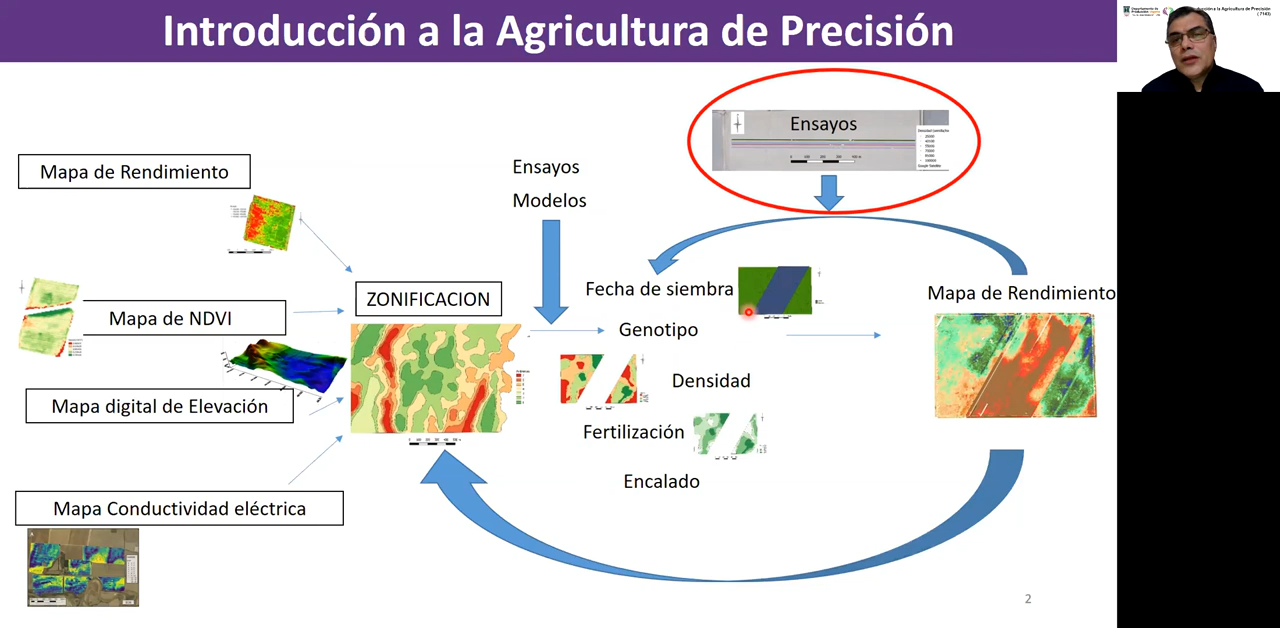 Introducción a la Agricultura de Precisión
Ensayos
Mapa de Rendimiento
Ensayos
Modelos
ZONIFICACION
Fecha de siembra
Mapa de Rendimiento
Mapa de NDVI
Genotipo
Densidad
Mapa digital de Elevación
Fertilización
Encalado
Mapa Conductividad eléctrica
2